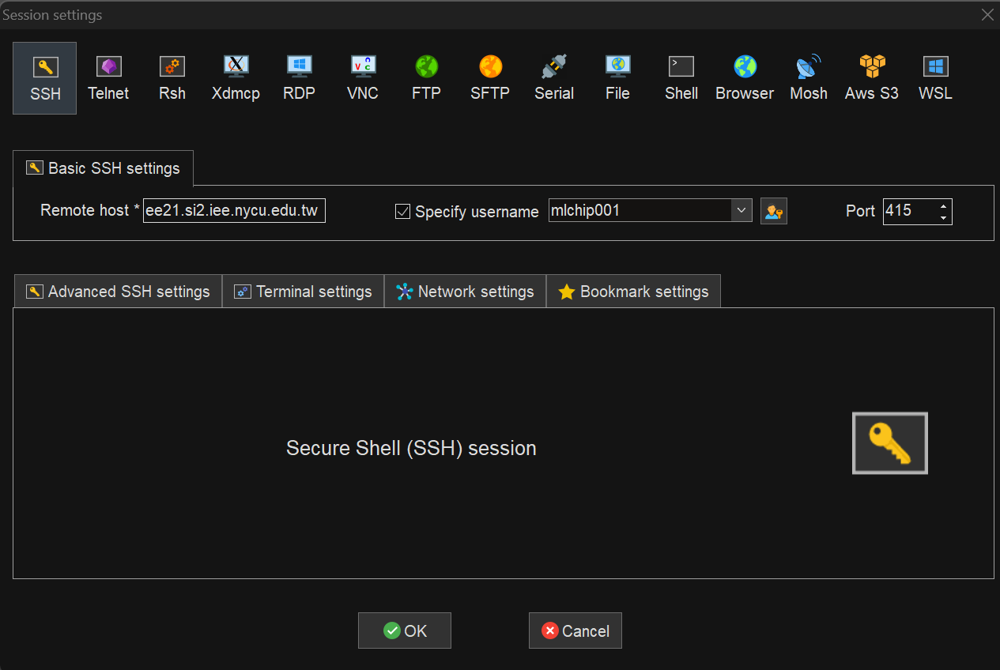 Session settings
SSH Telnet Rsh Xdmcp RDP VNC FTP SFTP Serial File Shell Browser Mosh Aws S3 WSL
Basic SSH settings
Remote host * ee21.si2.iee.nycu.edu.tw Specify username mlchip001 Port 415
Advanced SSH settings Terminal settings Network settings Bookmark settings
Secure Shell (SSH) session
OK Cancel